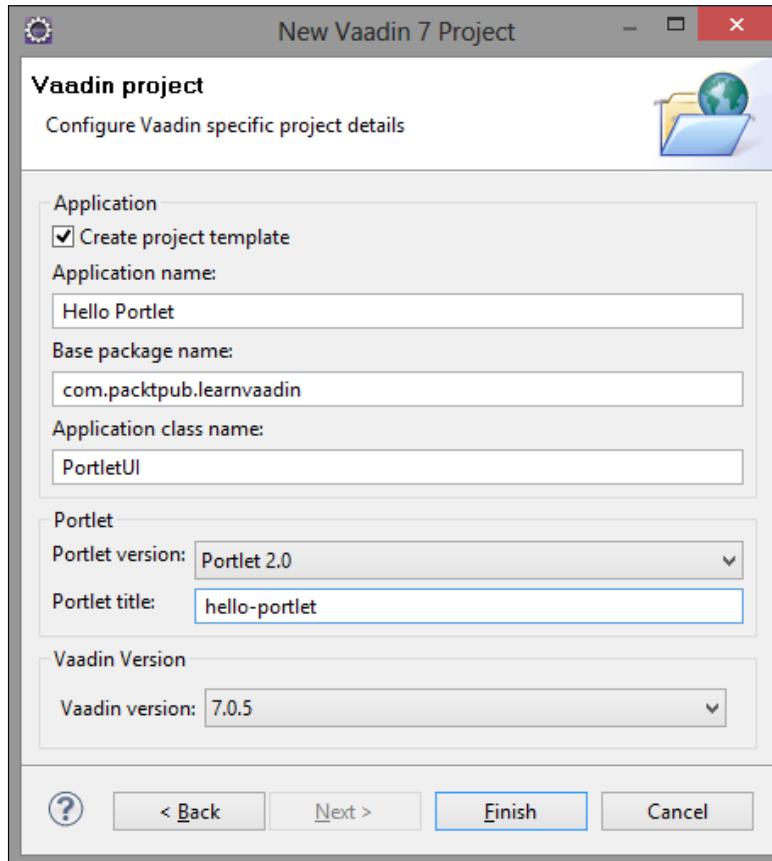 New Vaadin 7 Project
Vaadin project
Configure Vaadin specific project details
Application
Create project template
Application name:
Hello Portlet
Base package name:
com.packtpub.learnvaadin
Application class name:
PortletUI
Portlet
Portlet version: Portlet 2.0
Portlet title: hello-portlet
Vaadin Version
Vaadin version: 7.0.5
? < Back Next > Finish Cancel